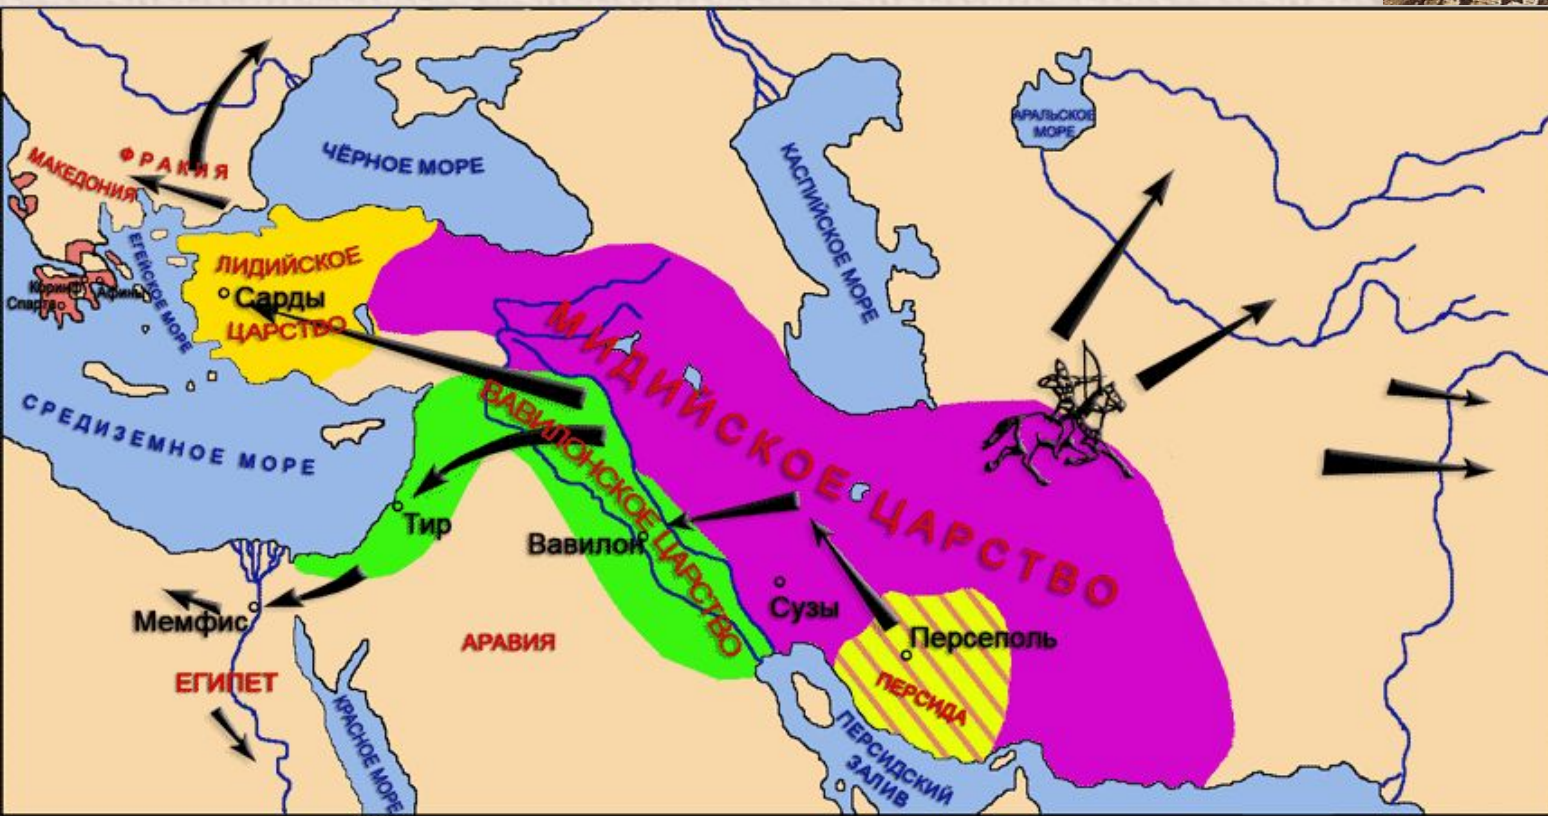 АРАЛЬСКОЕ
МОРЕ
ЧЁРНОЕ МОРЕ
КАСПИЙСКОЕ МОРЕ
ФРАКИЯ
МАКЕДОНИЯ
ЕГЕЙСКОЕ МОРЕ
ЛИДИЙСКОЕ
Сарды
ЦАРСТВО
Коринф
Афины
Спарта
СРЕДИЗЕМНОЕ МОРЕ
МИДИЙСКОЕ ЦАРСТВО
ВАВИЛОНСКОЕ ЦАРСТВО
Тир
Вавилон
Сузы
Мемфис
АРАВИЯ
ЕГИПЕТ
КРАСНОЕ МОРЕ
Персеполь
ПЕРСИДА
ПЕРСИДСКИЙ
ЗАЛИВ